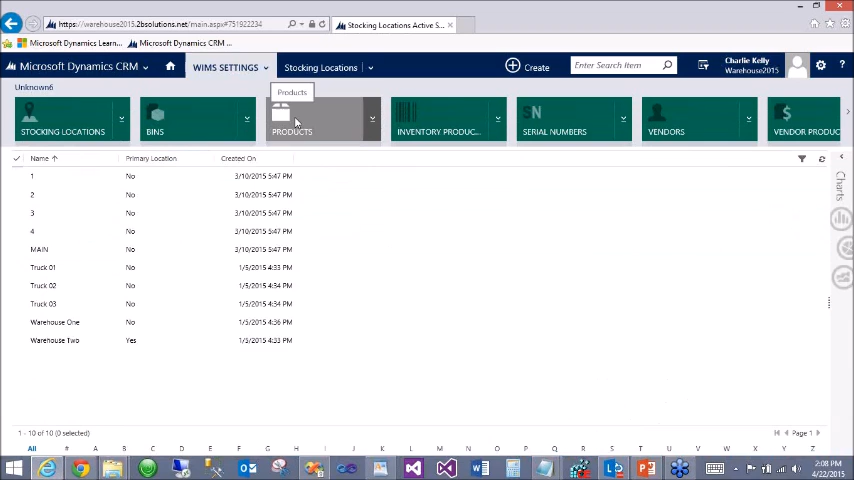 https://warehouse2015.2bsolutions.net/main.aspx#751922234
Stocking Locations Active S...
Microsoft Dynamics Learn...
Microsoft Dynamics CRM ...
Microsoft Dynamics CRM
WIMS SETTINGS
Stocking Locations
Create
Enter Search Item
Charlie Kelly
Warehouse2015
Unknown6
Products
STOCKING LOCATIONS
BINS
PRODUCTS
INVENTORY PRODUC...
SN
SERIAL NUMBERS
VENDORS
VENDOR PRODUC
Name Primary Location Created On
1 No 3/10/2015 5:47 PM
2 No 3/10/2015 5:47 PM
3 No 3/10/2015 5:47 PM
4 No 3/10/2015 5:47 PM
MAIN No 3/10/2015 5:47 PM
Truck 01 No 1/5/2015 4:33 PM
Truck 02 No 1/5/2015 4:34 PM
Truck 03 No 1/5/2015 4:34 PM
Warehouse One No 1/5/2015 4:36 PM
Warehouse Two Yes 1/5/2015 4:33 PM
Charts
1 - 10 of 10 (0 selected)
Page 1
All # A B C D E F G H I J K L M N O P Q R S T U V W X Y Z
2:08 PM
4/22/2015